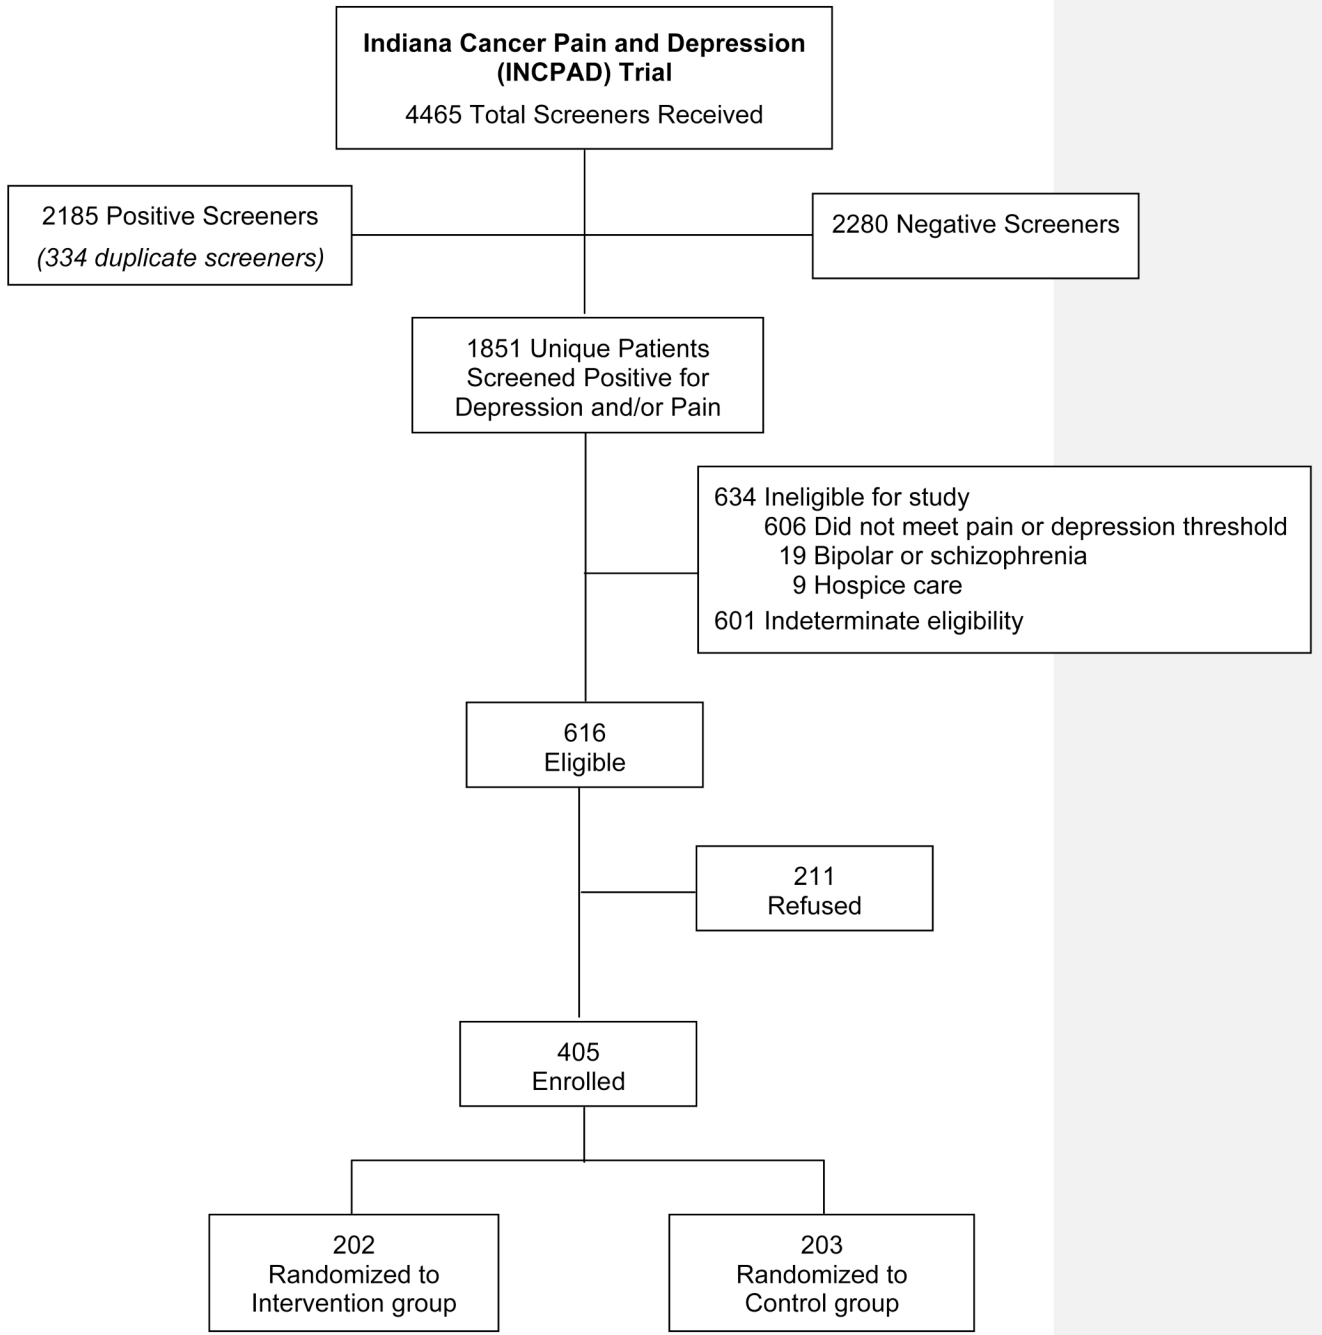 Indiana Cancer Pain and Depression
(INCPAD) Trial
4465 Total Screeners Received
2185 Positive Screeners
(334 duplicate screeners)
2280 Negative Screeners
1851 Unique Patients
Screened Positive for
Depression and/or Pain
634 Ineligible for study
606 Did not meet pain or depression threshold
19 Bipolar or schizophrenia
9 Hospice care
601 Indeterminate eligibility
616
Eligible
211
Refused
405
Enrolled
202
Randomized to
Intervention group
203
Randomized to
Control group